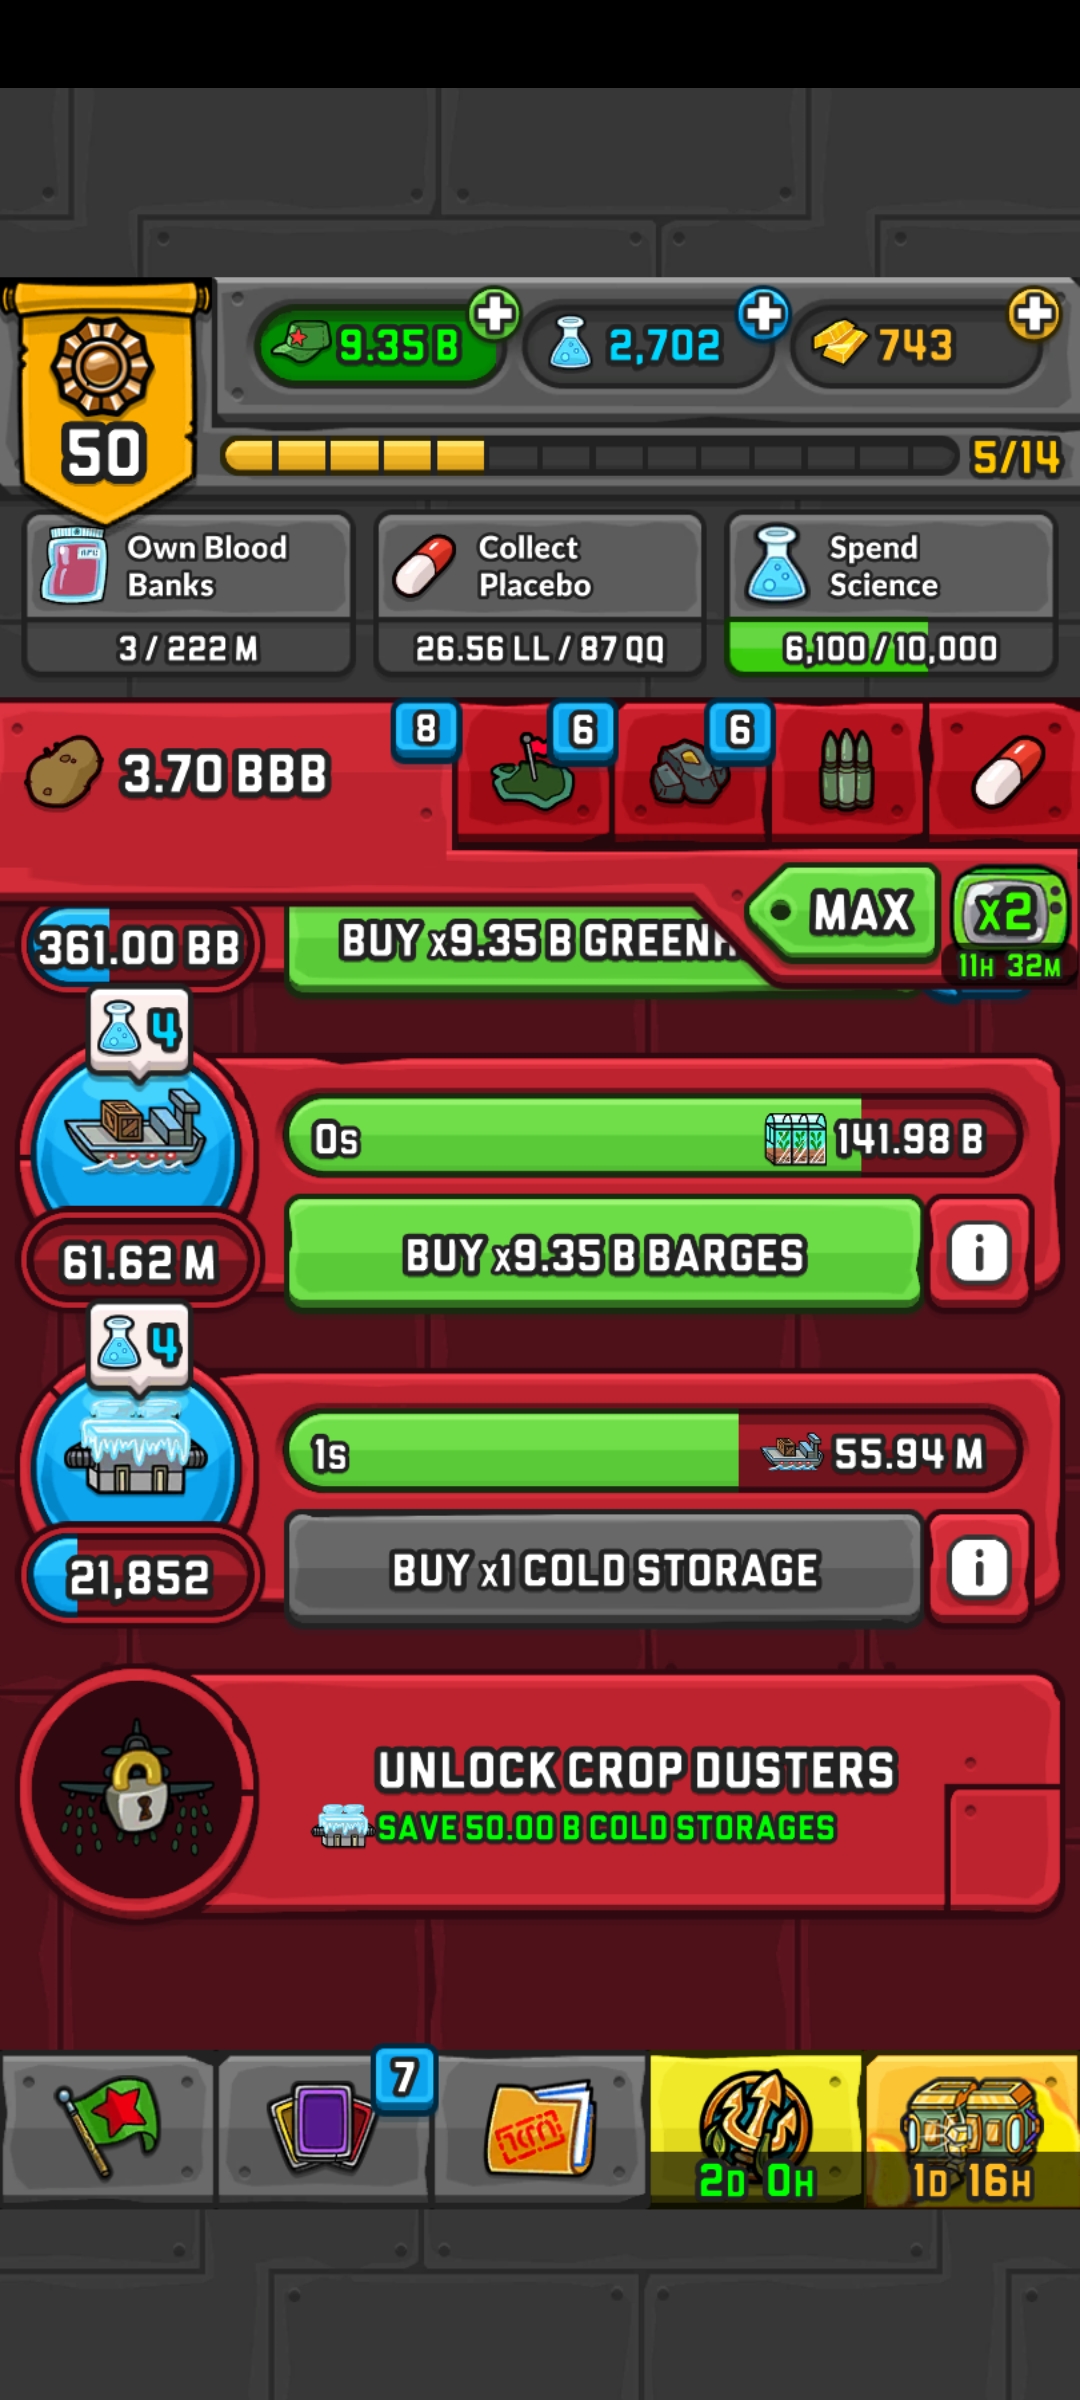 9.35 B
2,702
743
50
5/14
Own Blood
Banks
3 / 222 M
Collect
Placebo
26.56 LL / 87 QQ
Spend
Science
6,100 / 10,000
3.70 BBB
8
6
6
MAX
x2
11H 32M
361.00 BB
BUY x9.35 B GREENH
4
0s
141.98 B
61.62 M
BUY x9.35 B BARGES
i
4
1s
55.94 M
21,852
BUY x1 COLD STORAGE
i
UNLOCK CROP DUSTERS
SAVE 50.00 B COLD STORAGES
7
2D 0H
1D 16H